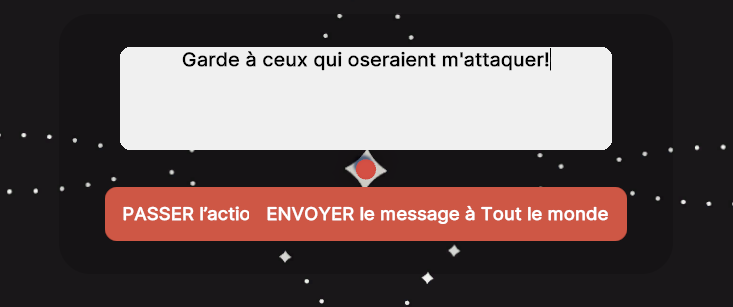 Garde à ceux qui oseraient m'attaquer!
PASSER l’actio ENVOYER le message à Tout le monde